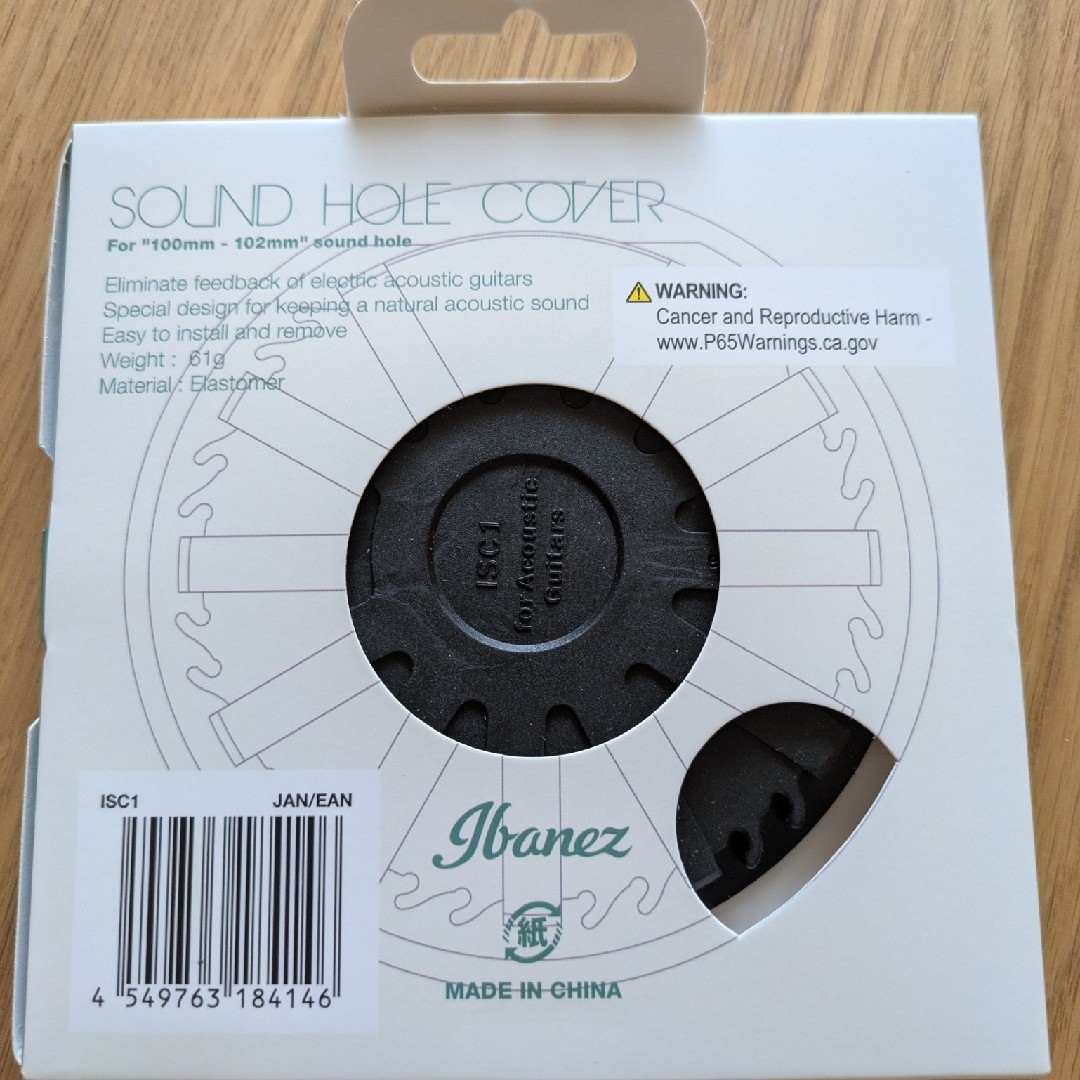 SOUND HOLE COVER
For "100mm - 102mm" sound hole
Eliminate feedback of electric acoustic guitars
Special design for keeping a natural acoustic sound
Easy to install and remove
Weight : 61g
Material : Elastomer
WARNING:
Cancer and Reproductive Harm -
www.P65Warnings.ca.gov
ISC1
for Acoustic
Guitars
ISC1 JAN/EAN
4 549763 184146
Ibanez
紙
MADE IN CHINA